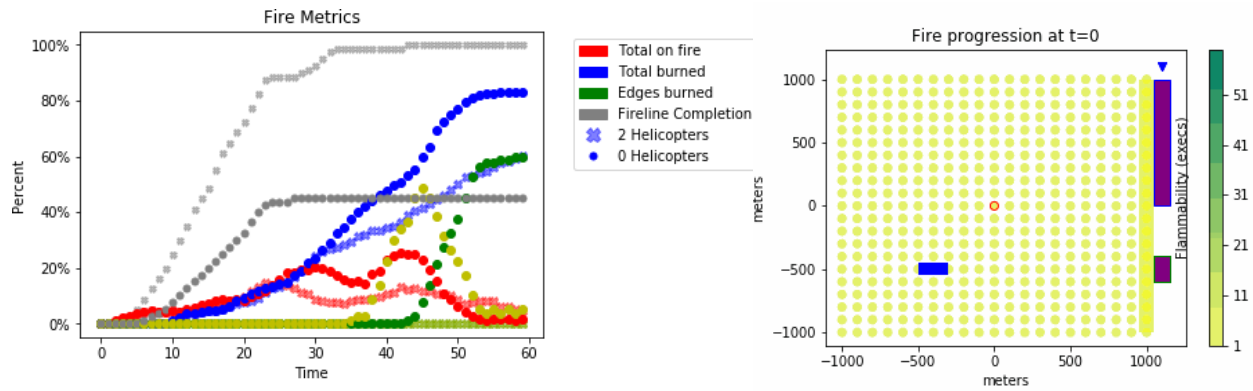 Fire Metrics
100%
80%
60%
40%
20%
0%
Percent
0 10 20 30 40 50 60
Time
Total on fire
Total burned
Edges burned
Fireline Completion
2 Helicopters
0 Helicopters
Fire progression at t=0
1000
500
0
−500
−1000
meters
−1000 −500 0 500 1000
meters
Flammability (execs)
51
41
31
21
11
1